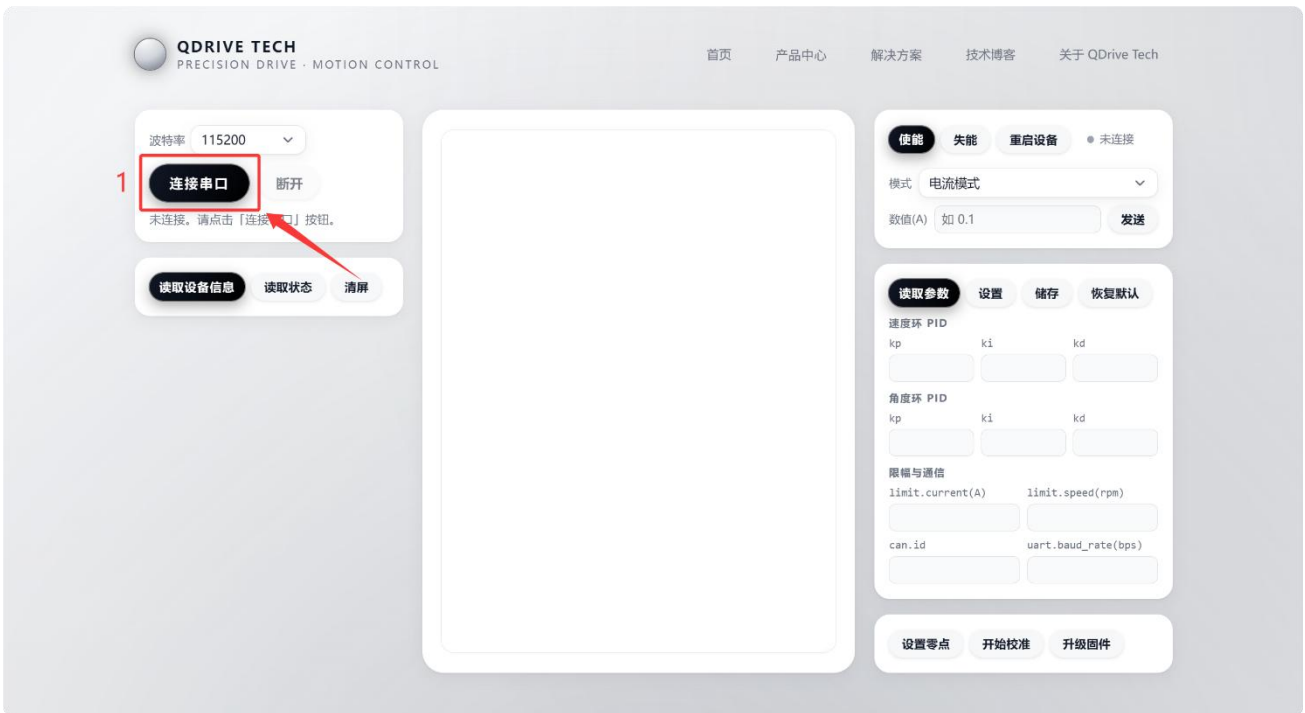 QDRIVE TECH
PRECISION DRIVE · MOTION CONTROL
首页 产品中心 解决方案 技术博客 关于 QDrive Tech
波特率 115200
1
连接串口 断开
未连接。请点击「连接口」按钮。
读取设备信息 读取状态 清屏
使能 失能 重启设备 未连接
模式 电流模式
数值(A) 如 0.1 发送
读取参数 设置 储存 恢复默认
速度环 PID
kp ki kd
角度环 PID
kp ki kd
限幅与通信
limit.current(A) limit.speed(rpm)
can.id uart.baud_rate(bps)
设置零点 开始校准 升级固件